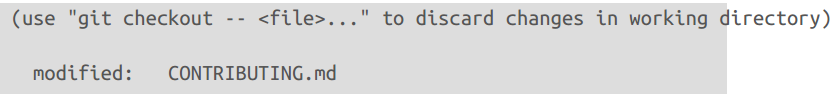 (use "git checkout -- <file>..." to discard changes in working directory)
modified:   CONTRIBUTING.md